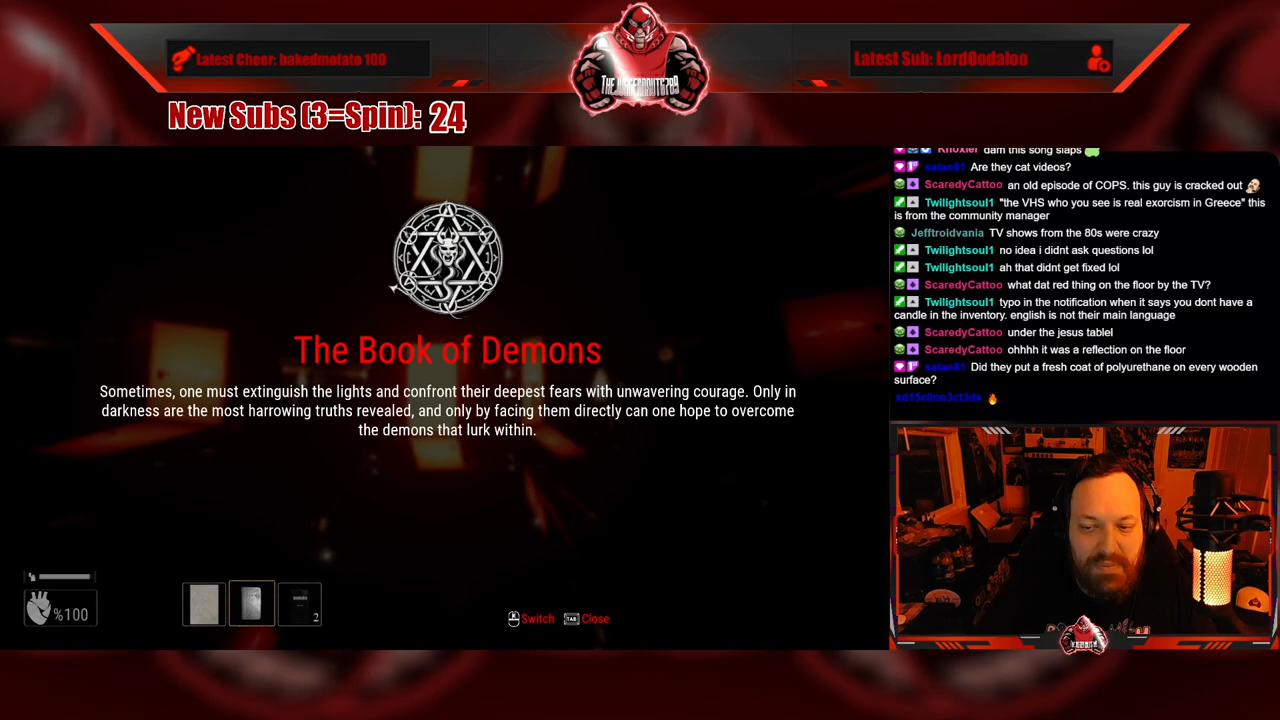 Latest Cheer: bakedmotato 100
THEJUGGERNAUT6789
Latest Sub: LordOodaloo
New Subs (3=Spin): 24
Knoxier dam this song slaps
satan81 Are they cat videos?
ScaredyCattoo an old episode of COPS. this guy is cracked out
Twilightsoul1 "the VHS who you see is real exorcism in Greece" this
is from the community manager
Jefftroidvania TV shows from the 80s were crazy
Twilightsoul1 no idea i didnt ask questions lol
Twilightsoul1 ah that didnt get fixed lol
ScaredyCattoo what dat red thing on the floor by the TV?
Twilightsoul1 typo in the notification when it says you dont have a
candle in the inventory. english is not their main language
ScaredyCattoo under the jesus tablel
ScaredyCattoo ohhhh it was a reflection on the floor
satan81 Did they put a fresh coat of polyurethane on every wooden
surface?
The Book of Demons
Sometimes, one must extinguish the lights and confront their deepest fears with unwavering courage. Only in
darkness are the most harrowing truths revealed, and only by facing them directly can one hope to overcome
the demons that lurk within.
%100
2
Switch TAB Close